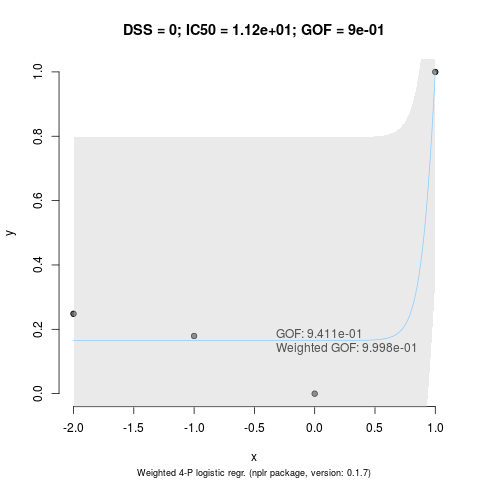 DSS = 0; IC50 = 1.12e+01; GOF = 9e-01
1.0
0.8
0.6
0.4
0.2
0.0
y
GOF: 9.411e-01
Weighted GOF: 9.998e-01
-2.0 -1.5 -1.0 -0.5 0.0 0.5 1.0
x
Weighted 4-P logistic regr. (nplr package, version: 0.1.7)